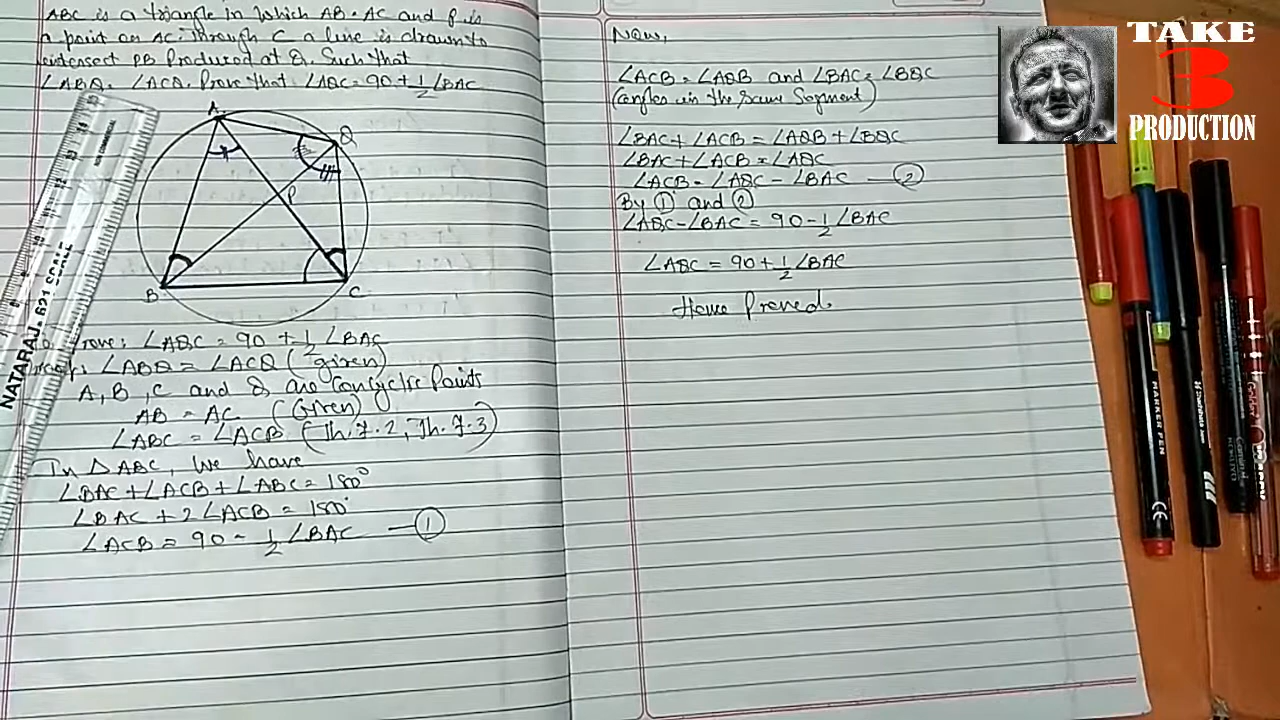 ABC is a triangle in which AB = AC and P is
a point on AC. Through C a line is drawn to
intersect PB Produced at Q. Such that
∠ABQ = ∠ACQ. Prove that ∠AQC = 90 + 1/2 ∠BAC
A
Q
P
B
C
NATARAJ-621 SCALE
Prove: ∠AQC = 90 + 1/2 ∠BAC
∠ABQ = ∠ACQ (given)
A, B, C and Q are Concyclic Points
AB = AC (Given)
∠ABC = ∠ACB (Th. 7.2, Th. 7.3)
In △ABC, we have
∠BAC + ∠ACB + ∠ABC = 180°
∠BAC + 2∠ACB = 180°
∠ACB = 90 - 1/2 ∠BAC — ①
Now,
∠ACB = ∠AQB and ∠BAC = ∠BQC
(angles in the same Segment)
∠BAC + ∠ACB = ∠AQB + ∠BQC
∠BAC + ∠ACB = ∠AQC
∠ACB = ∠AQC - ∠BAC — ②
By ① and ②
∠AQC - ∠BAC = 90 - 1/2 ∠BAC
∠AQC = 90 + 1/2 ∠BAC
Hence Proved
TAKE
3
PRODUCTION
MARKER PEN
CE